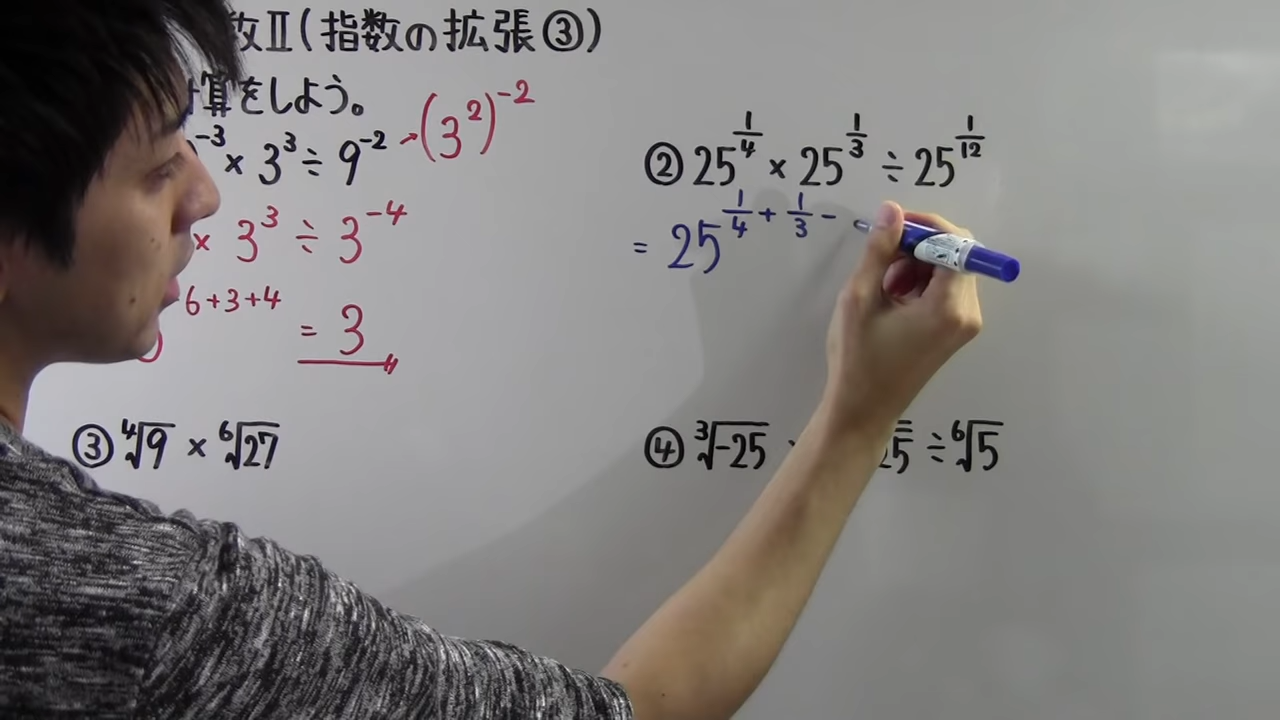 数Ⅱ(指数の拡張③)
算をしよう。
⁻³ × 3³ ÷ 9⁻² → (3²)⁻²
× 3³ ÷ 3⁻⁴
6+3+4 = 3
② 25^(1/4) × 25^(1/3) ÷ 25^(1/12)
= 25^(1/4 + 1/3 −
③ ⁴√9 × ⁶√27
④ ³√-25 5 ÷ ⁶√5